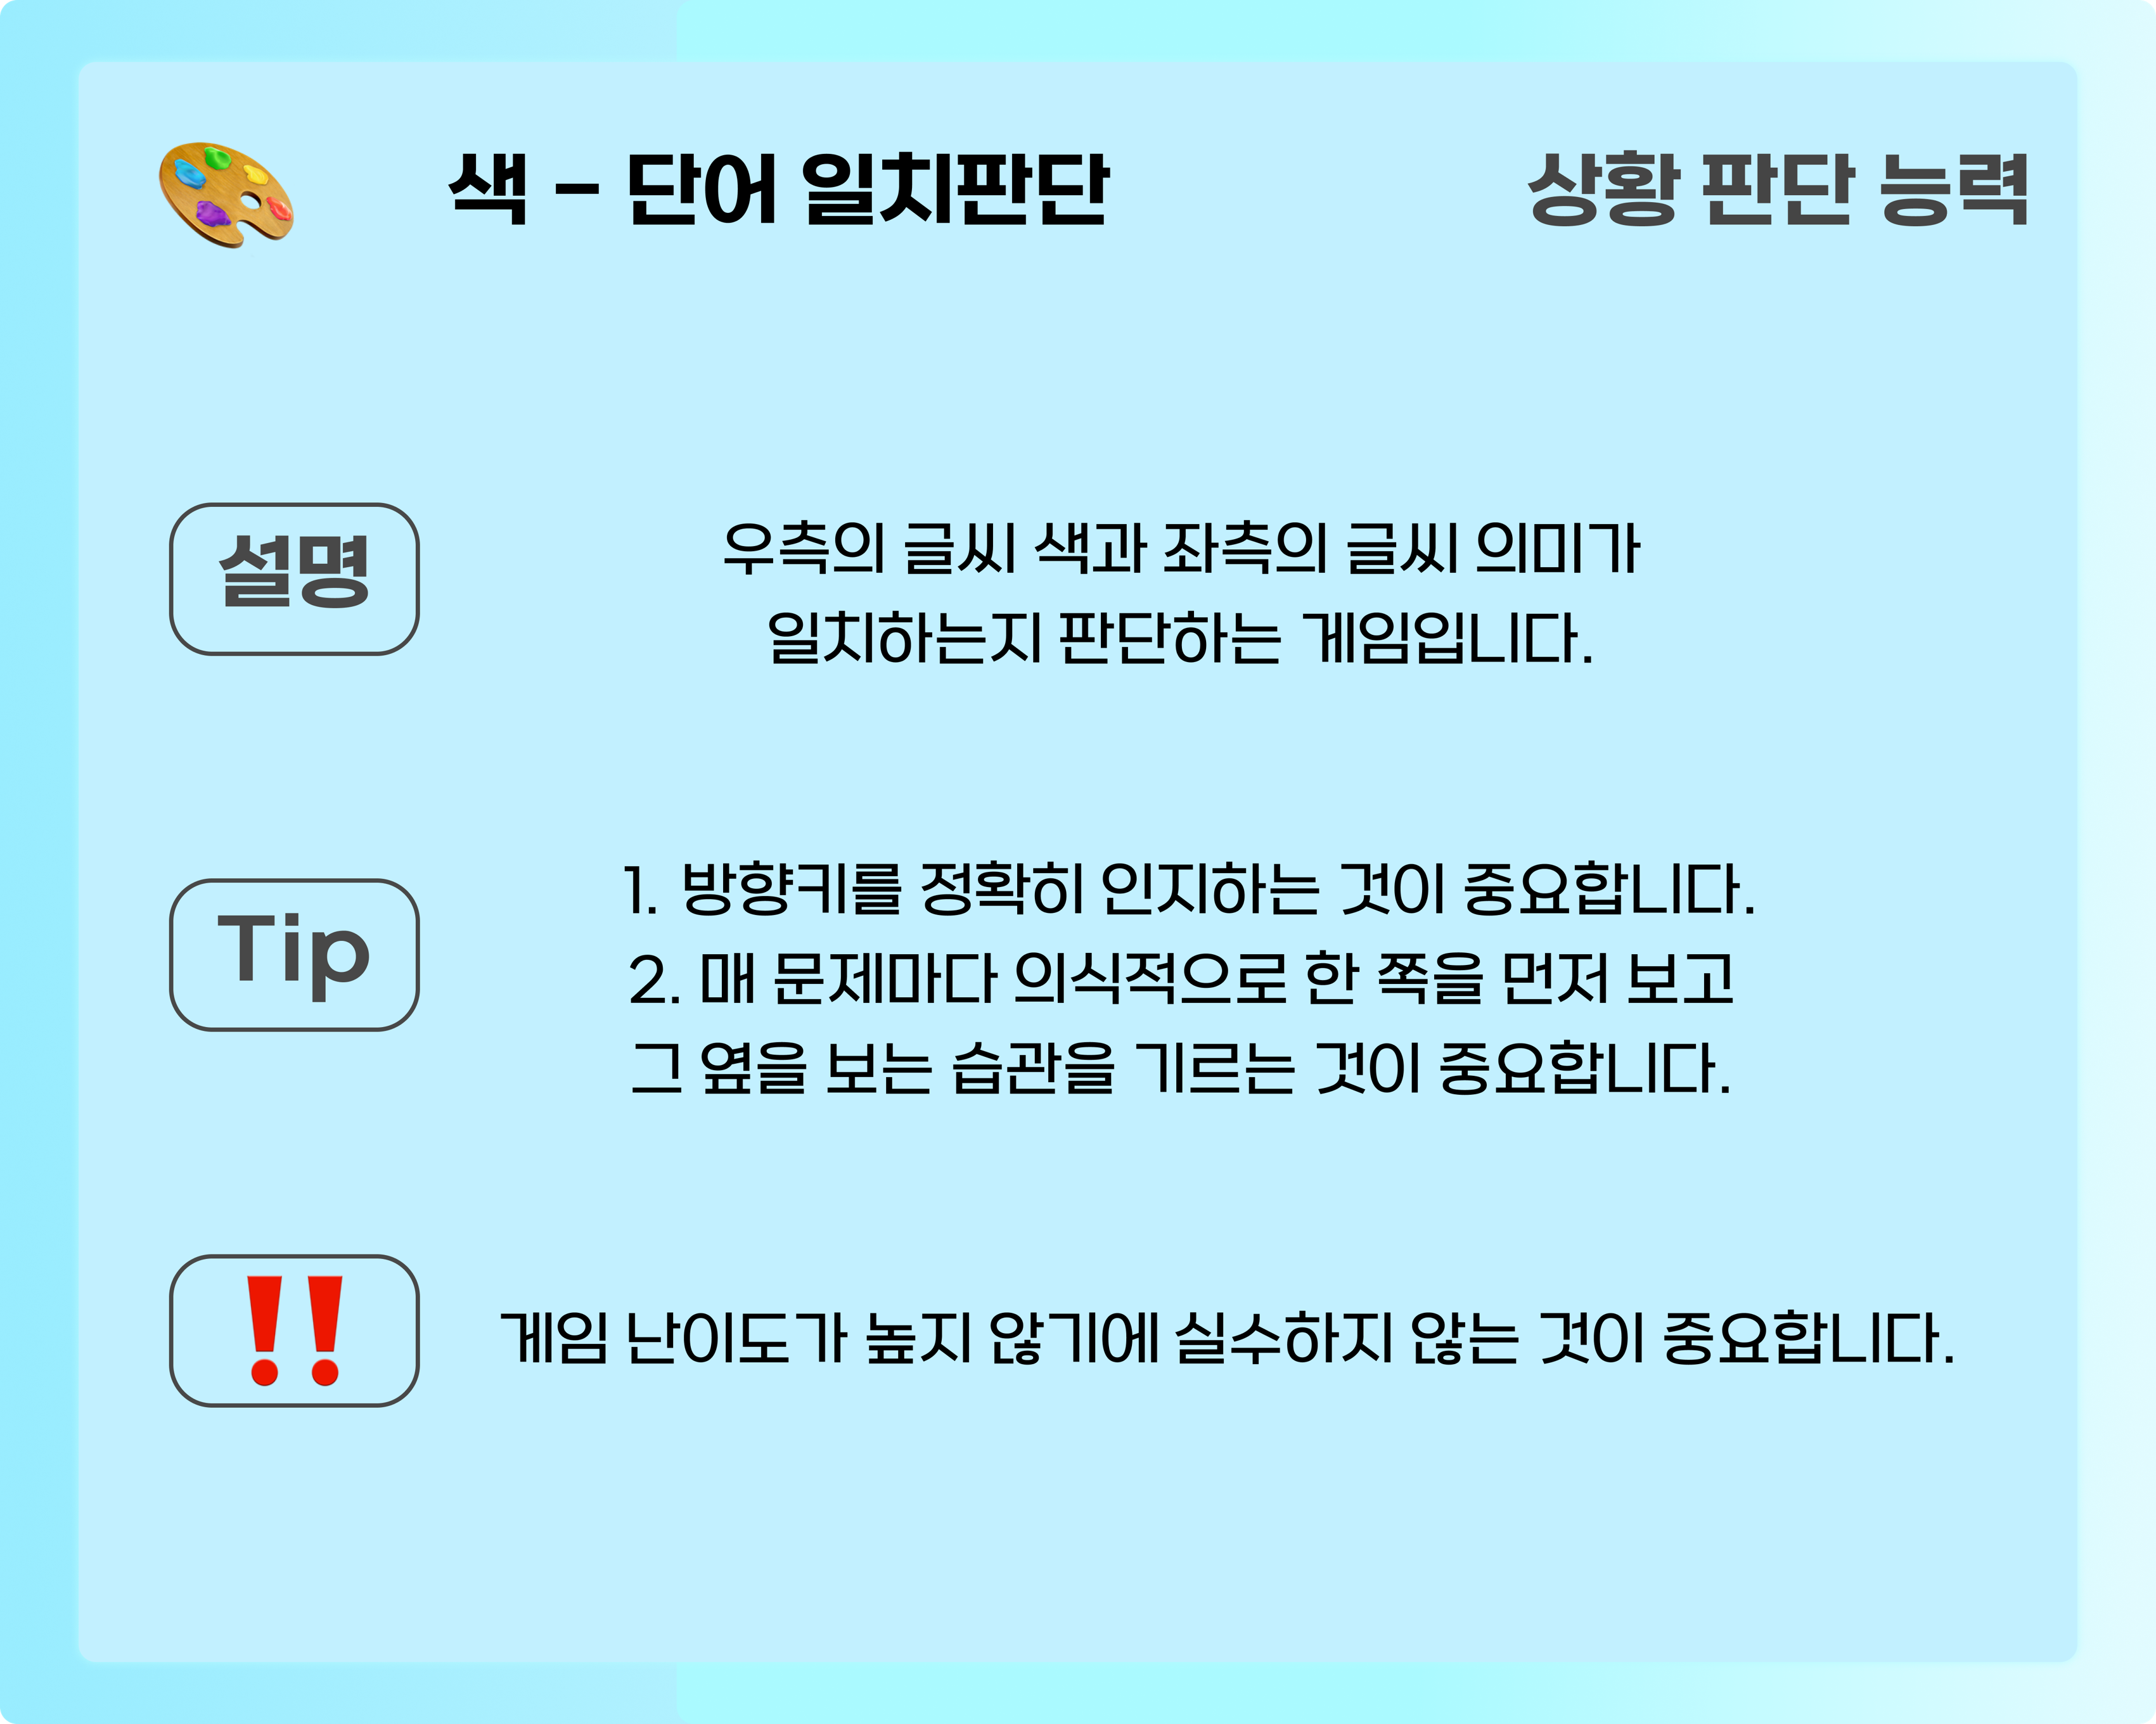 색 - 단어 일치판단
상황 판단 능력
설명
우측의 글씨 색과 좌측의 글씨 의미가
일치하는지 판단하는 게임입니다.
Tip
1. 방향키를 정확히 인지하는 것이 중요합니다.
2. 매 문제마다 의식적으로 한 쪽을 먼저 보고
그 옆을 보는 습관을 기르는 것이 중요합니다.
‼
게임 난이도가 높지 않기에 실수하지 않는 것이 중요합니다.